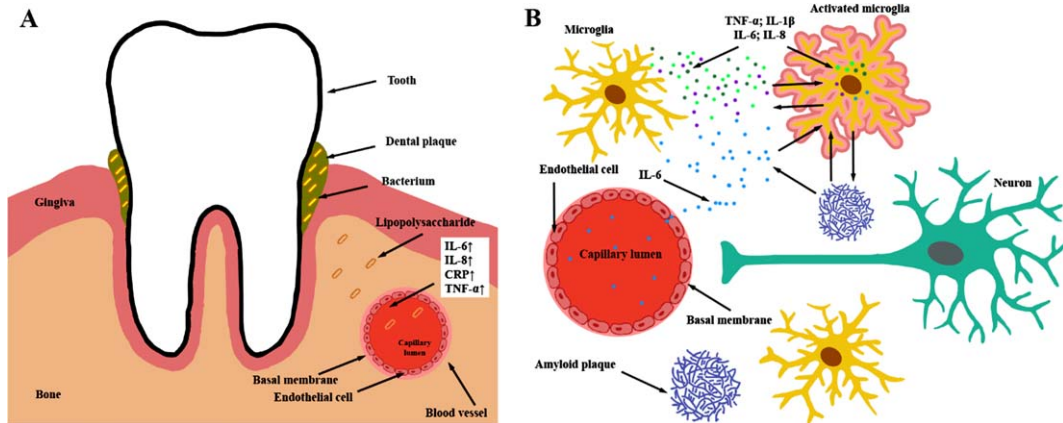 A
Tooth
Dental plaque
Bacterium
Gingiva
Lipopolysaccharide
IL-6↑
IL-8↑
CRP↑
TNF-α↑
Capillary
lumen
Basal membrane
Endothelial cell
Bone
Blood vessel
B
Microglia
TNF-α; IL-1β
IL-6; IL-8
Activated microglia
Endothelial cell
IL-6
Neuron
Capillary lumen
Basal membrane
Amyloid plaque